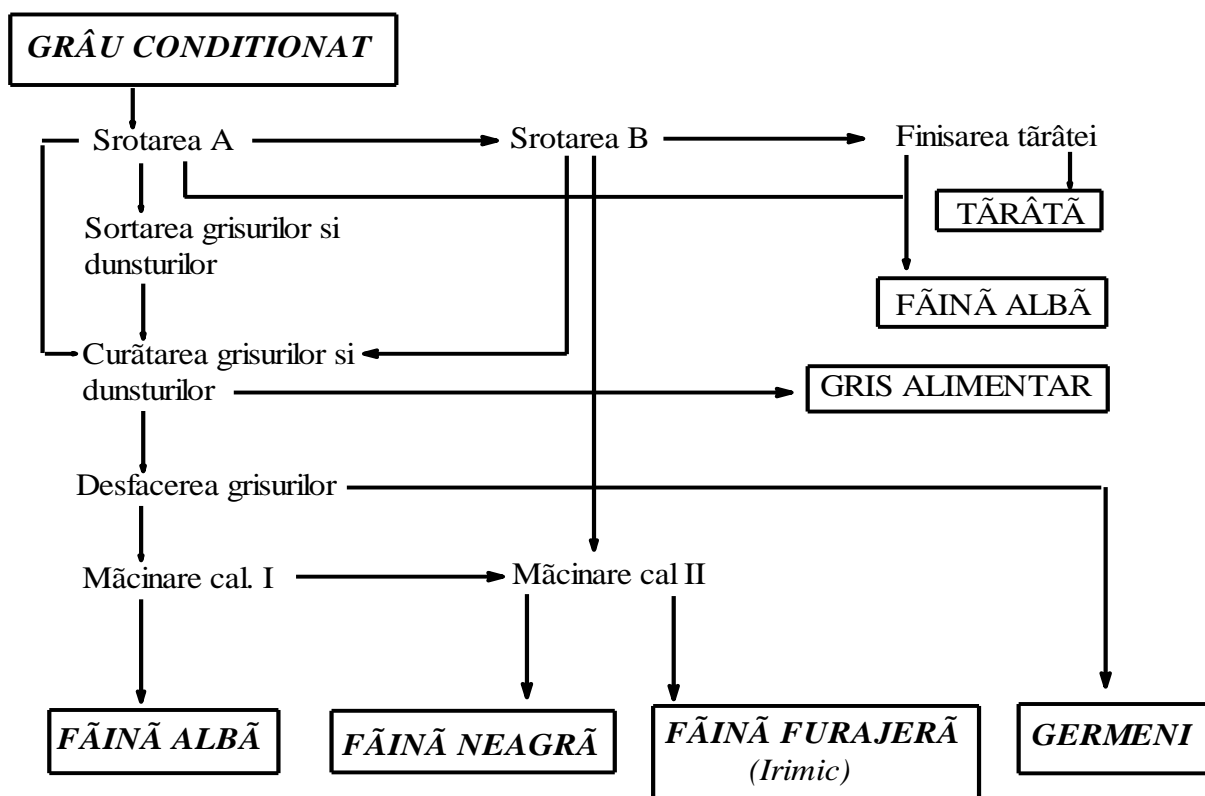 GRÂU CONDITIONAT
Srotarea A
Srotarea B
Finisarea tãrâtei
TÃRÂTÃ
Sortarea grisurilor si
dunsturilor
FÃINÃ ALBÃ
Curãtarea grisurilor si
dunsturilor
GRIS ALIMENTAR
Desfacerea grisurilor
Mãcinare cal. I
Mãcinare cal II
FÃINÃ ALBÃ
FÃINÃ NEAGRÃ
FÃINÃ FURAJERÃ
(Irimic)
GERMENI